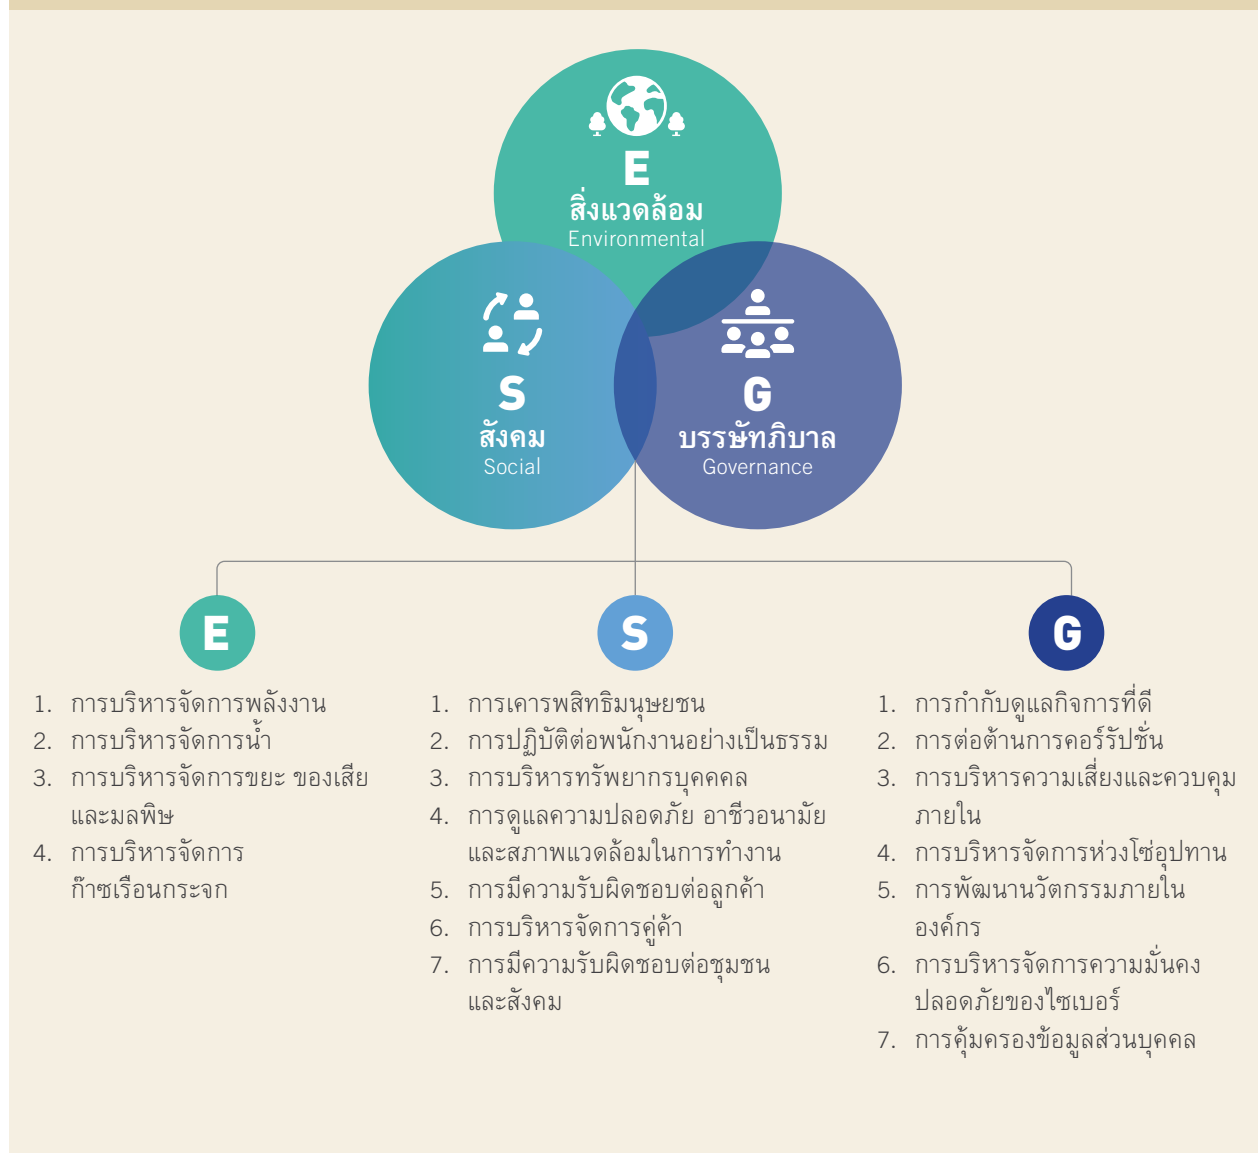 E
สิ่งแวดล้อม
Environmental
S
สังคม
Social
G
บรรษัทภิบาล
Governance
E
1. การบริหารจัดการพลังงาน
2. การบริหารจัดการน้ำ
3. การบริหารจัดการขยะ ของเสีย
และมลพิษ
4. การบริหารจัดการ
ก๊าซเรือนกระจก
S
1. การเคารพสิทธิมนุษยชน
2. การปฏิบัติต่อพนักงานอย่างเป็นธรรม
3. การบริหารทรัพยากรบุคคคล
4. การดูแลความปลอดภัย อาชีวอนามัย
และสภาพแวดล้อมในการทำงาน
5. การมีความรับผิดชอบต่อลูกค้า
6. การบริหารจัดการคู่ค้า
7. การมีความรับผิดชอบต่อชุมชน
และสังคม
G
1. การกำกับดูแลกิจการที่ดี
2. การต่อต้านการคอร์รัปชั่น
3. การบริหารความเสี่ยงและควบคุม
ภายใน
4. การบริหารจัดการห่วงโซ่อุปทาน
5. การพัฒนานวัตกรรมภายใน
องค์กร
6. การบริหารจัดการความมั่นคง
ปลอดภัยของไซเบอร์
7. การคุ้มครองข้อมูลส่วนบุคคล